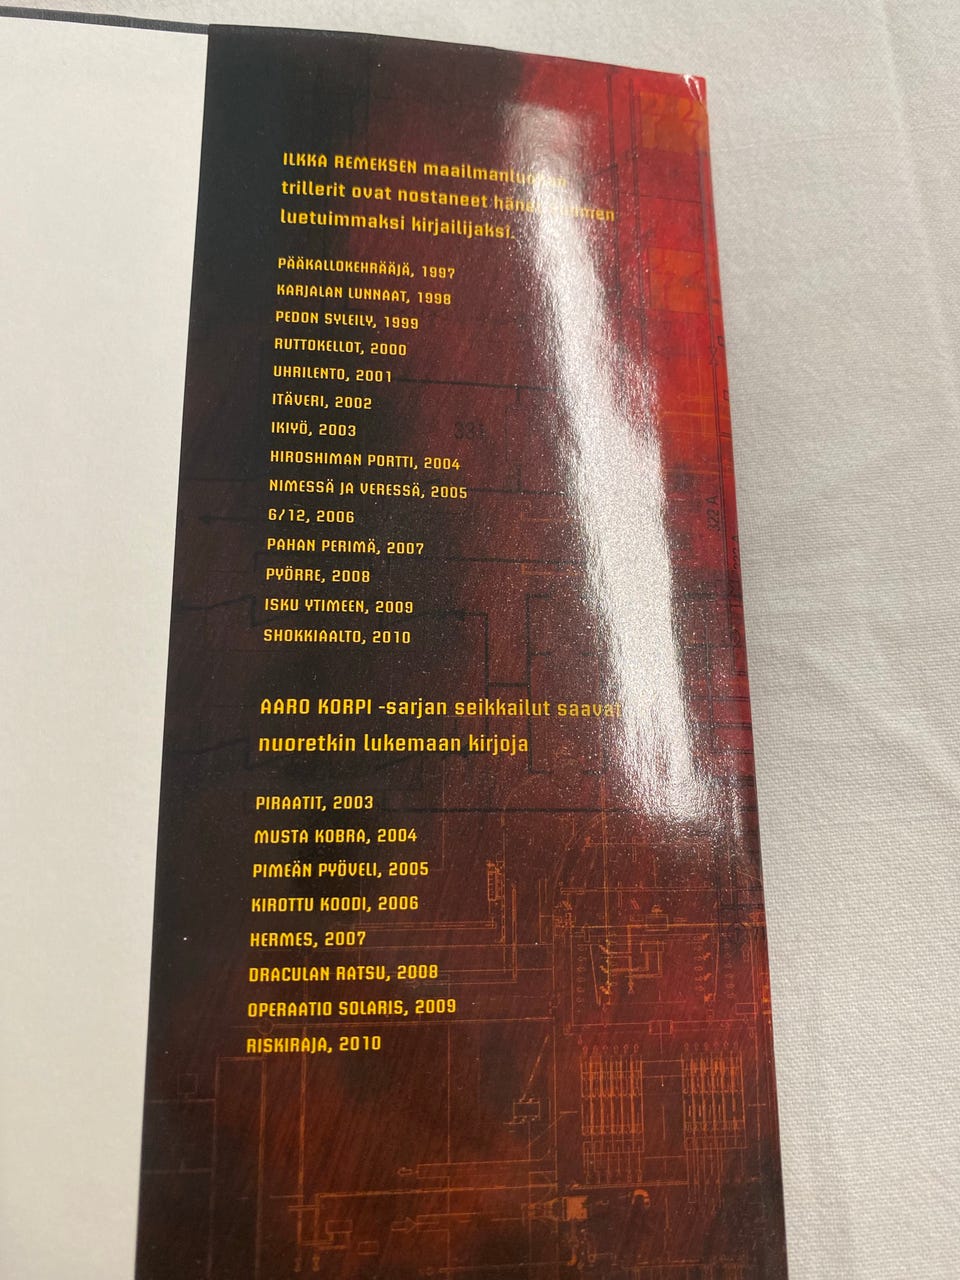 ILKKA REMEKSEN maailmanluokan
trillerit ovat nostaneet hänet Suomen
luetuimmaksi kirjailijaksi.
PÄÄKALLOKEHRÄÄJÄ, 1997
KARJALAN LUNNAAT, 1998
PEDON SYLEILY, 1999
RUTTOKELLOT, 2000
UHRILENTO, 2001
ITÄVERI, 2002
IKIYÖ, 2003
HIROSHIMAN PORTTI, 2004
NIMESSÄ JA VERESSÄ, 2005
6/12, 2006
PAHAN PERIMÄ, 2007
PYÖRRE, 2008
ISKU YTIMEEN, 2009
SHOKKIAALTO, 2010
AARO KORPI -sarjan seikkailut saavat
nuoretkin lukemaan kirjoja
PIRAATIT, 2003
MUSTA KOBRA, 2004
PIMEÄN PYÖVELI, 2005
KIROTTU KOODI, 2006
HERMES, 2007
DRACULAN RATSU, 2008
OPERAATIO SOLARIS, 2009
RISKIRAJA, 2010